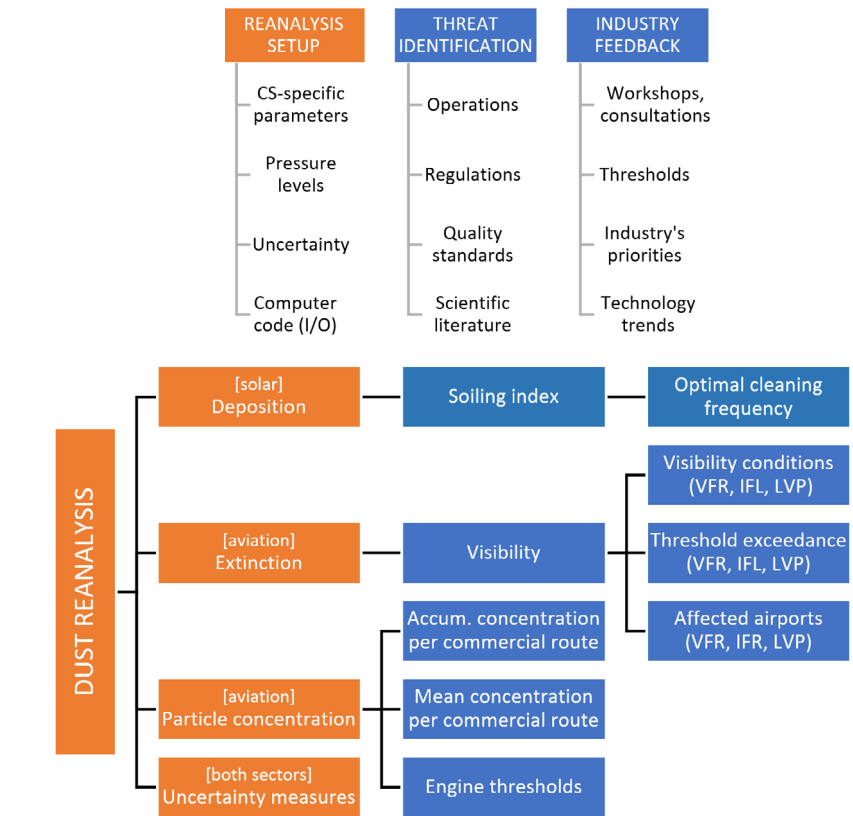 REANALYSIS
SETUP
CS-specific
parameters
Pressure
levels
Uncertainty
Computer
code (I/O)
THREAT
IDENTIFICATION
Operations
Regulations
Quality
standards
Scientific
literature
INDUSTRY
FEEDBACK
Workshops,
consultations
Thresholds
Industry's
priorities
Technology
trends
DUST REANALYSIS
[solar]
Deposition
Soiling index
Optimal cleaning
frequency
[aviation]
Extinction
Visibility
Visibility conditions
(VFR, IFL, LVP)
Threshold exceedance
(VFR, IFL, LVP)
Affected airports
(VFR, IFR, LVP)
[aviation]
Particle concentration
Accum. concentration
per commercial route
Mean concentration
per commercial route
Engine thresholds
[both sectors]
Uncertainty measures